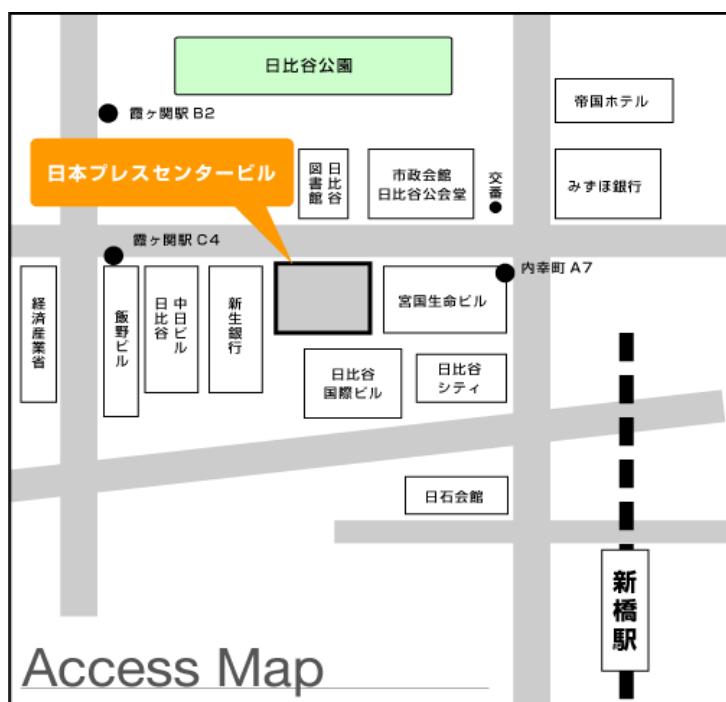 日比谷公園
帝国ホテル
霞ヶ関駅 B2
日本プレスセンタービル
日比谷
図書館
市政会館
日比谷公会堂
交番
みずほ銀行
霞ヶ関駅 C4
内幸町 A7
経済産業省
飯野ビル
中日ビル
日比谷
新生銀行
宮国生命ビル
日比谷
国際ビル
日比谷
シティ
日石会館
新橋駅
Access Map